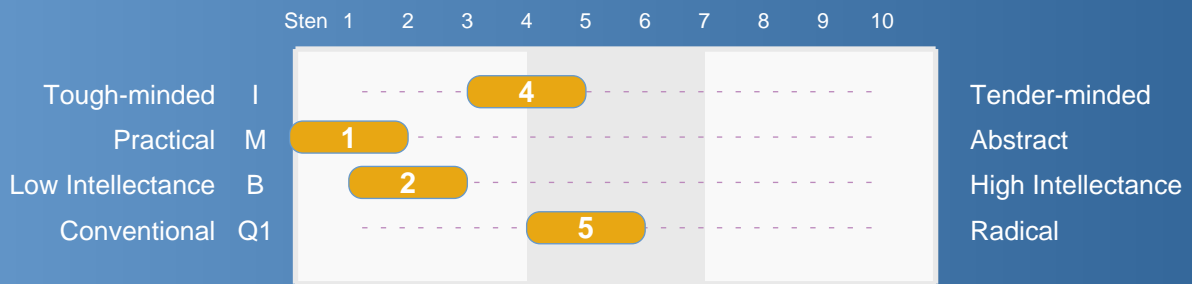 Sten 1 2 3 4 5 6 7 8 9 10
Tough-minded I 4 Tender-minded
Practical M 1 Abstract
Low Intellectance B 2 High Intellectance
Conventional Q1 5 Radical